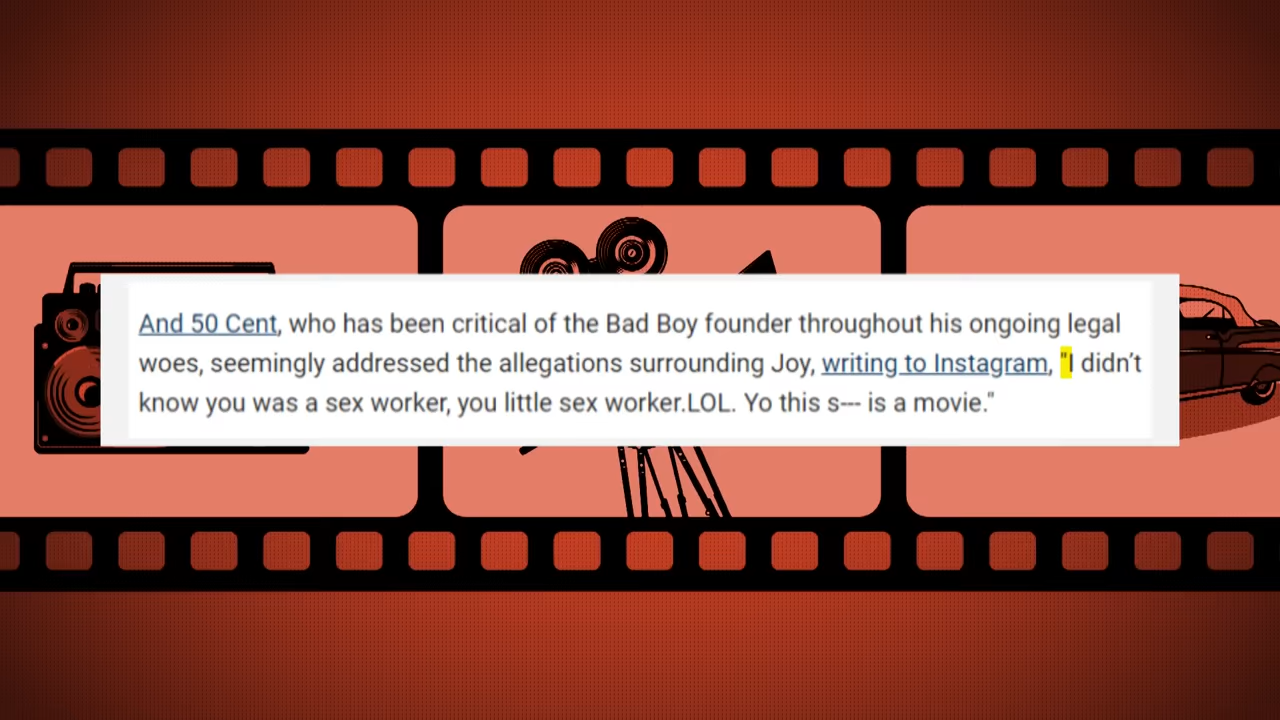 And 50 Cent, who has been critical of the Bad Boy founder throughout his ongoing legal
woes, seemingly addressed the allegations surrounding Joy, writing to Instagram, "I didn’t
know you was a sex worker, you little sex worker.LOL. Yo this s--- is a movie."